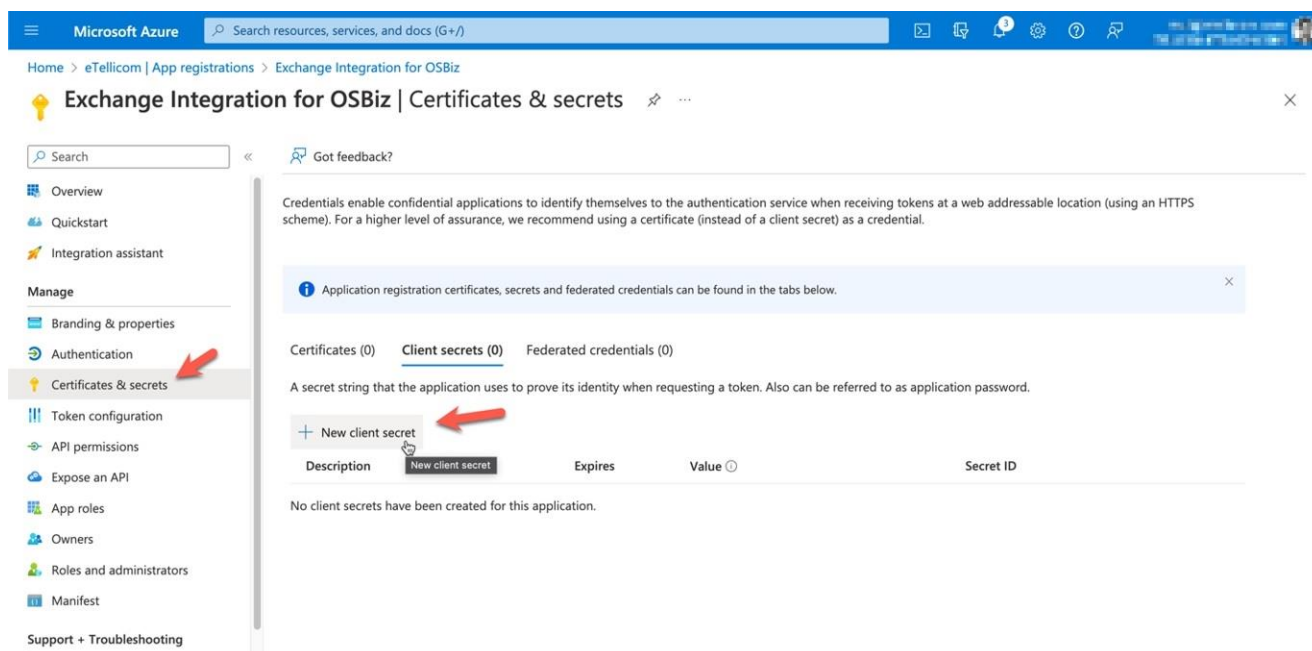 Microsoft Azure
Search resources, services, and docs (G+/)
3
Home > eTellicom | App registrations > Exchange Integration for OSBiz
Exchange Integration for OSBiz | Certificates & secrets
Search
Got feedback?
Overview
Quickstart
Integration assistant
Manage
Branding & properties
Authentication
Certificates & secrets
Token configuration
API permissions
Expose an API
App roles
Owners
Roles and administrators
Manifest
Support + Troubleshooting
Credentials enable confidential applications to identify themselves to the authentication service when receiving tokens at a web addressable location (using an HTTPS
scheme). For a higher level of assurance, we recommend using a certificate (instead of a client secret) as a credential.
Application registration certificates, secrets and federated credentials can be found in the tabs below.
Certificates (0) Client secrets (0) Federated credentials (0)
A secret string that the application uses to prove its identity when requesting a token. Also can be referred to as application password.
New client secret
New client secret
Description Expires Value Secret ID
No client secrets have been created for this application.